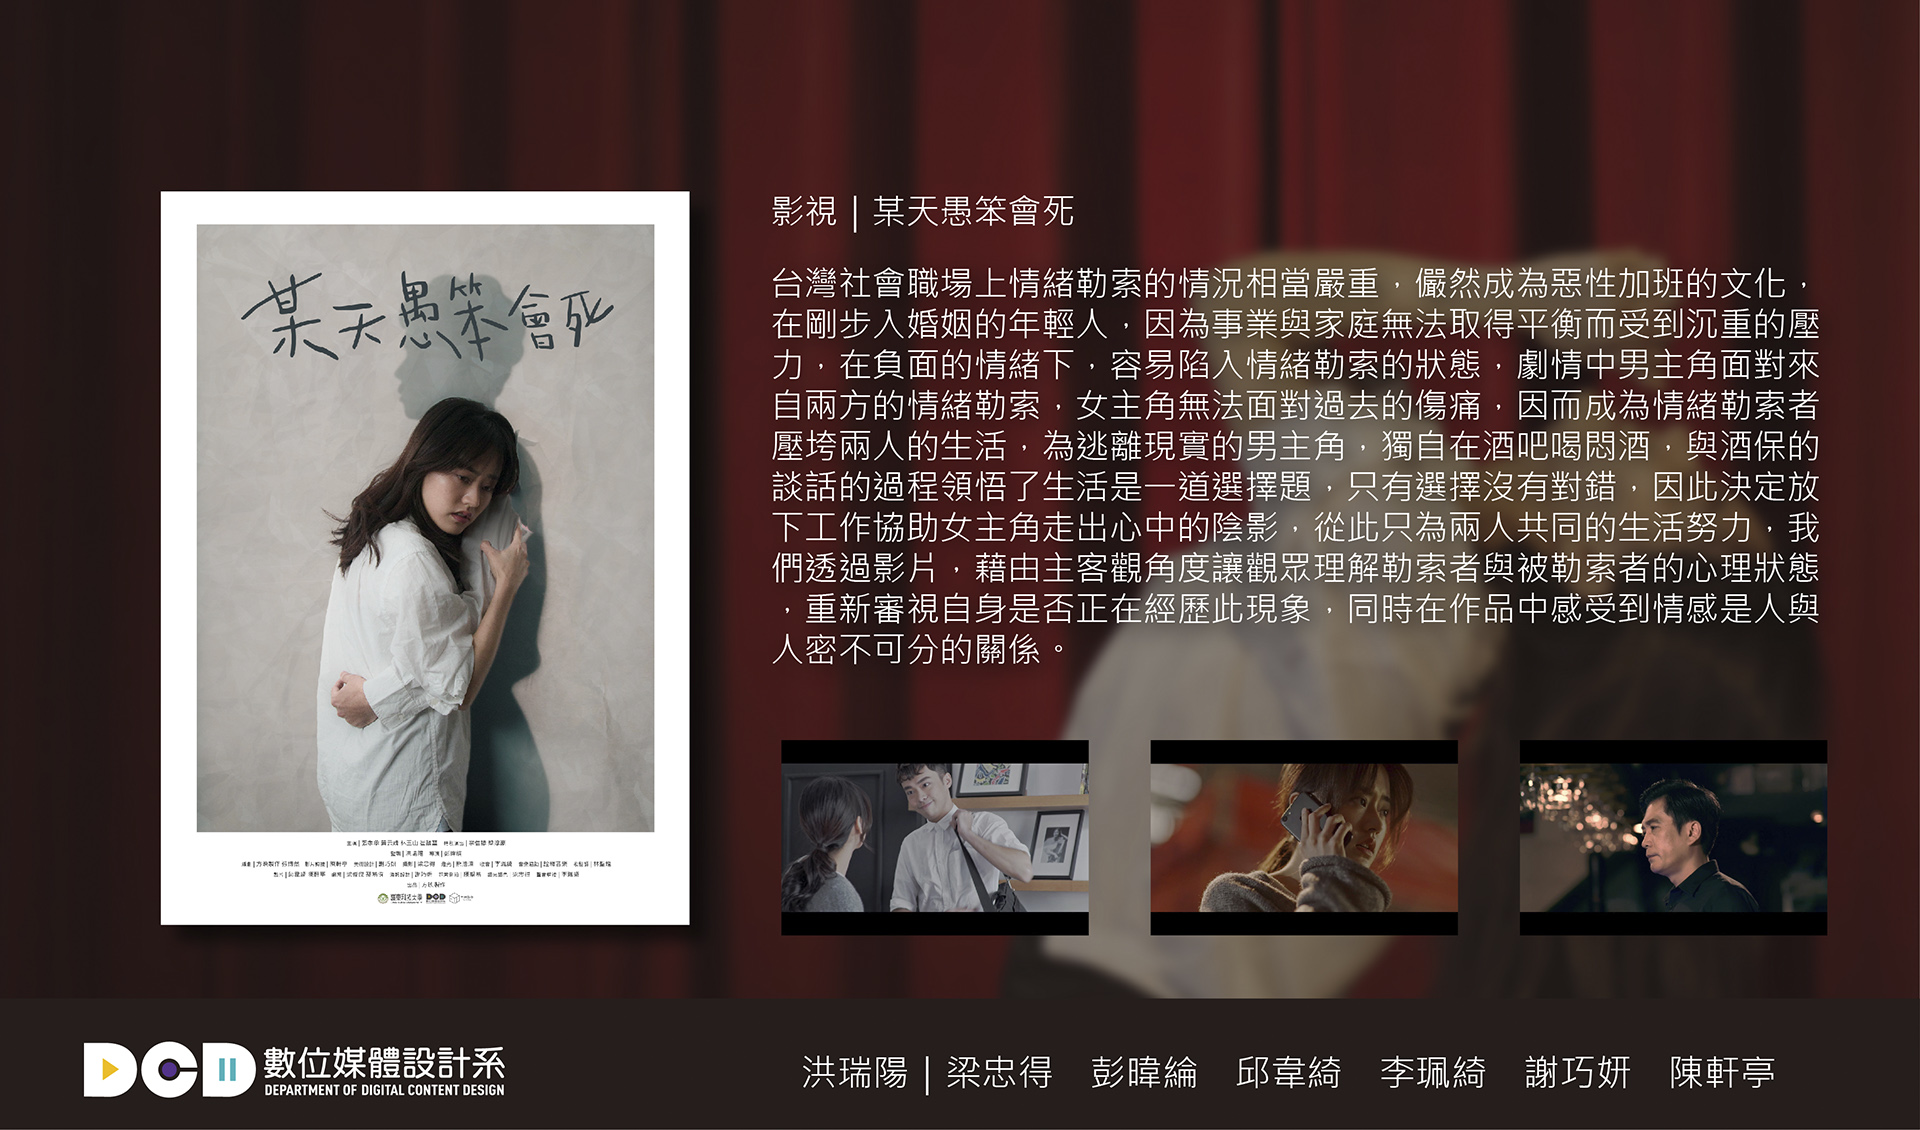 影視 | 某天愚笨會死
某天愚笨會死
台灣社會職場上情緒勒索的情況相當嚴重，儼然成為惡性加班的文化，
在剛步入婚姻的年輕人，因為事業與家庭無法取得平衡而受到沉重的壓
力，在負面的情緒下，容易陷入情緒勒索的狀態，劇情中男主角面對來
自兩方的情緒勒索，女主角無法面對過去的傷痛，因而成為情緒勒索者
壓垮兩人的生活，為逃離現實的男主角，獨自在酒吧喝悶酒，與酒保的
談話的過程領悟了生活是一道選擇題，只有選擇沒有對錯，因此決定放
下工作協助女主角走出心中的陰影，從此只為兩人共同的生活努力，我
們透過影片，藉由主客觀角度讓觀眾理解勒索者與被勒索者的心理狀態
，重新審視自身是否正在經歷此現象，同時在作品中感受到情感是人與
人密不可分的關係。
DCD 數位媒體設計系
DEPARTMENT OF DIGITAL CONTENT DESIGN
洪瑞陽 | 梁忠得 彭暐綸 邱韋綺 李珮綺 謝巧妍 陳軒亭